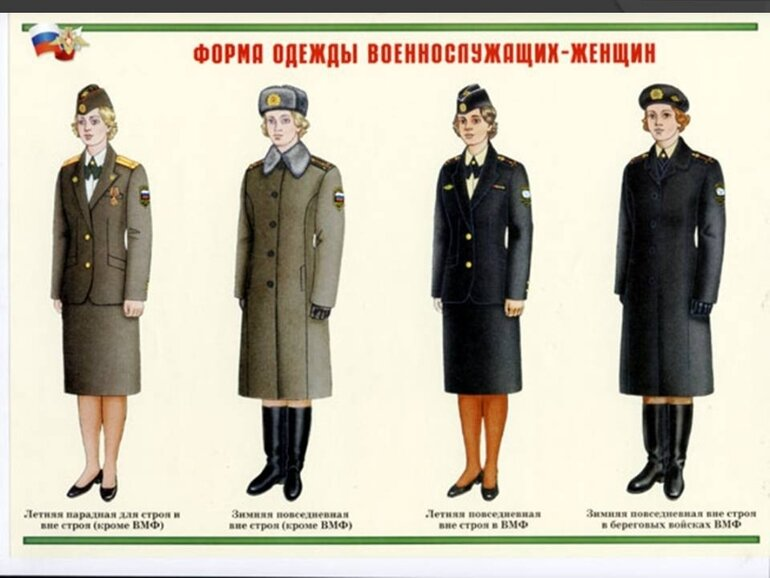 ФОРМА ОДЕЖДЫ ВОЕННОСЛУЖАЩИХ-ЖЕНЩИН
Летняя парадная для строя и
вне строя (кроме ВМФ)
Зимняя повседневная
вне строя (кроме ВМФ)
Летняя повседневная
вне строя в ВМФ
Зимняя повседневная вне строя
в береговых войсках ВМФ